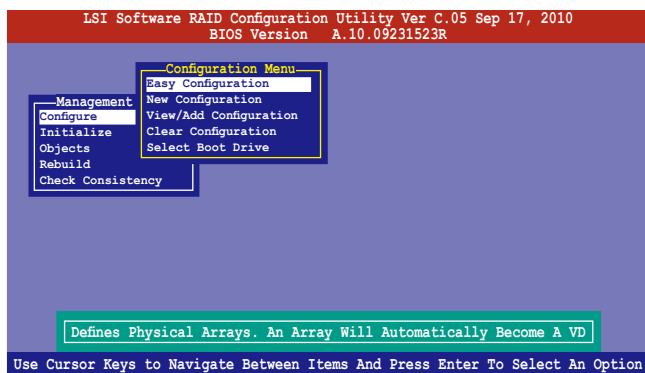 LSI Software RAID Configuration Utility Ver C.05 Sep 17, 2010
BIOS Version A.10.09231523R
Configuration Menu
Easy Configuration
New Configuration
View/Add Configuration
Clear Configuration
Select Boot Drive
Management
Configure
Initialize
Objects
Rebuild
Check Consistency
Defines Physical Arrays. An Array Will Automatically Become A VD
Use Cursor Keys to Navigate Between Items And Press Enter To Select An Option